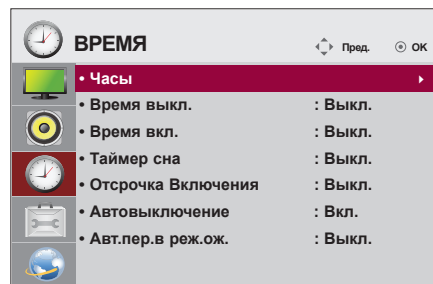 ВРЕМЯ Пред. ОК
• Часы
• Время выкл. : Выкл.
• Время вкл. : Выкл.
• Таймер сна : Выкл.
• Отсрочка Включения : Выкл.
• Автовыключение : Вкл.
• Авт.пер.в реж.ож. : Выкл.